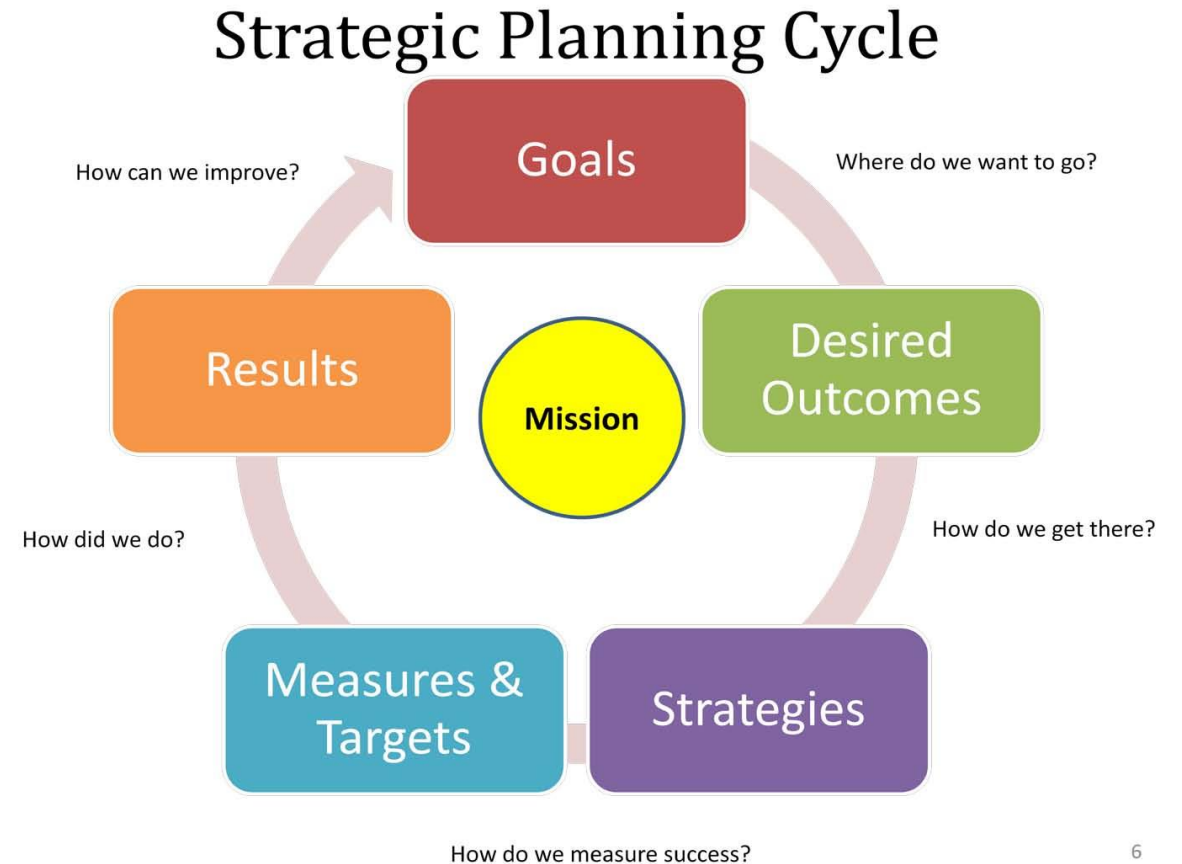 Strategic Planning Cycle
Goals
How can we improve?
Where do we want to go?
Results
Mission
Desired
Outcomes
How did we do?
How do we get there?
Measures &
Targets
Strategies
How do we measure success?
6